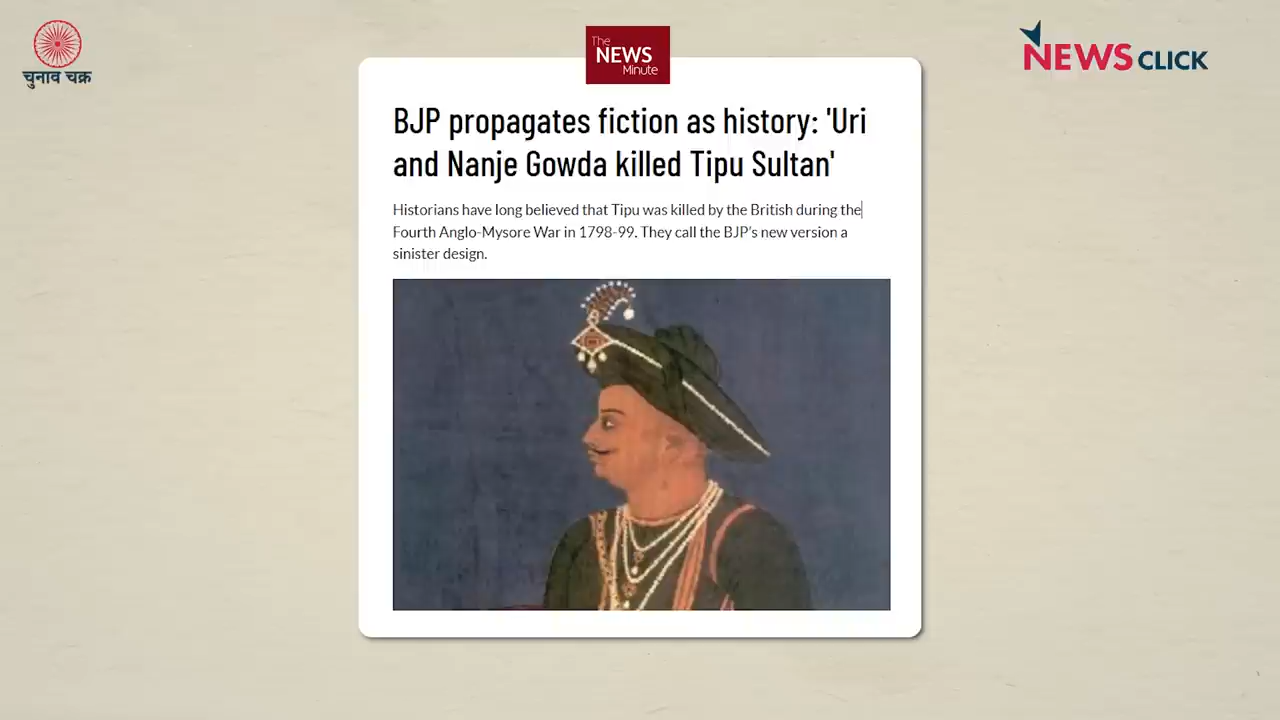 चुनाव चक्र
The
NEWS
Minute
NEWS CLICK
BJP propagates fiction as history: 'Uri
and Nanje Gowda killed Tipu Sultan'
Historians have long believed that Tipu was killed by the British during the
Fourth Anglo-Mysore War in 1798-99. They call the BJP's new version a
sinister design.